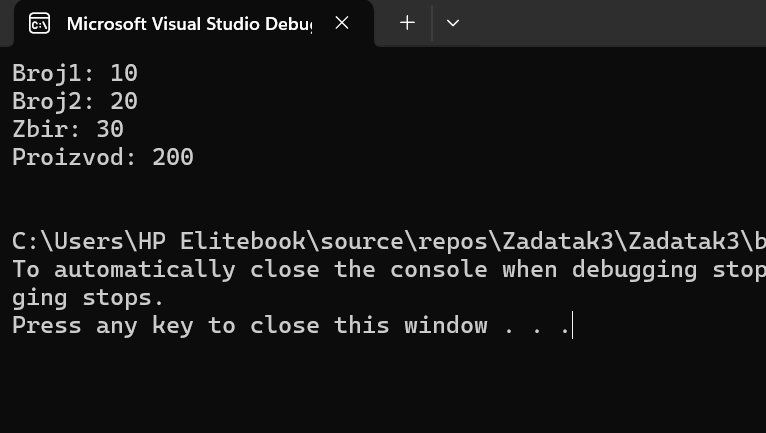 Microsoft Visual Studio Debu
Broj1: 10
Broj2: 20
Zbir: 30
Proizvod: 200
C:\Users\HP Elitebook\source\repos\Zadatak3\Zadatak3\b
To automatically close the console when debugging stop
ging stops.
Press any key to close this window . . .